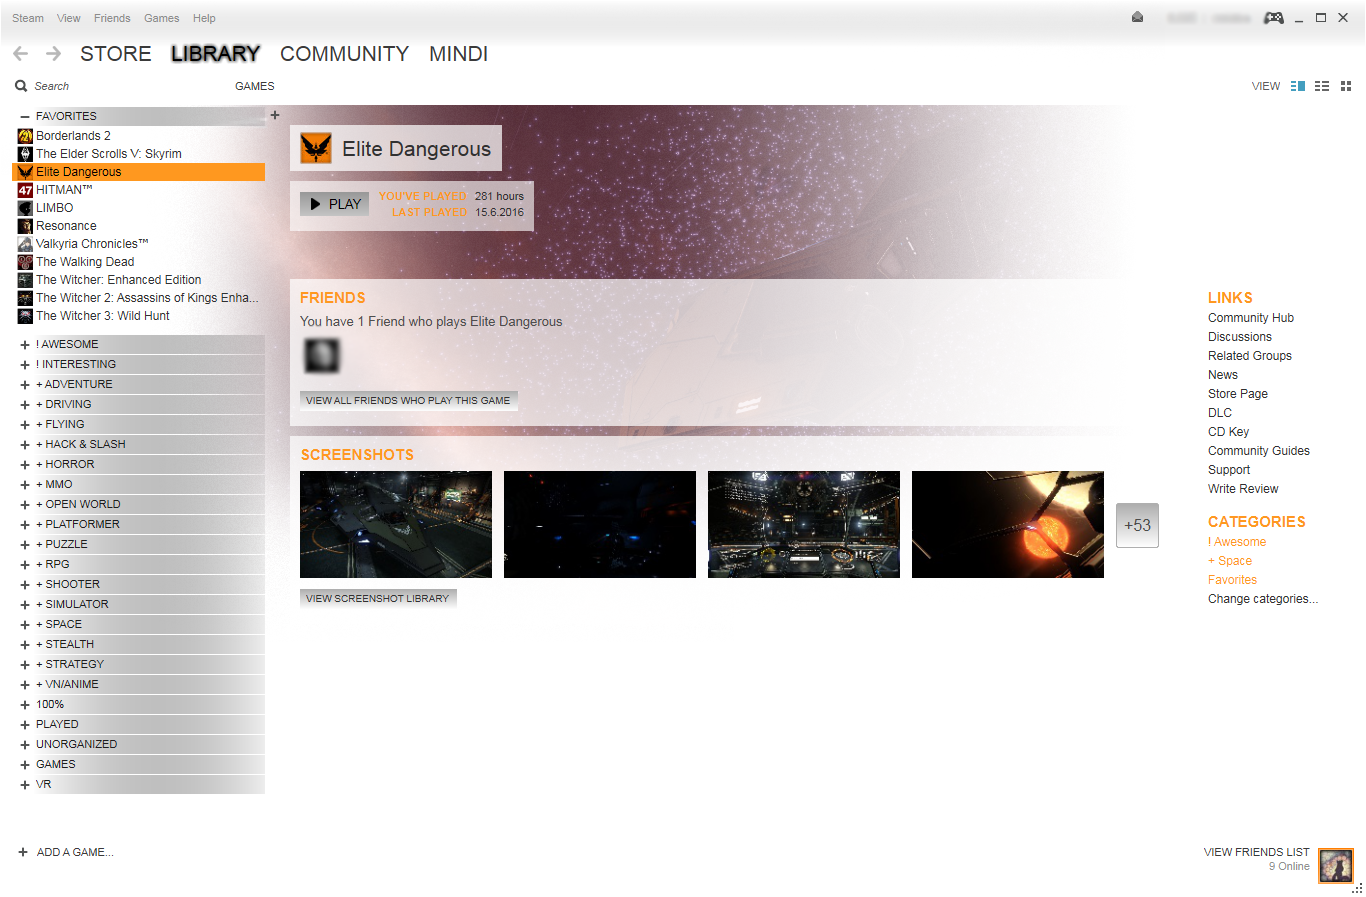 Steam View Friends Games Help
STORE LIBRARY COMMUNITY MINDI
Search
GAMES
VIEW
FAVORITES
Borderlands 2
The Elder Scrolls V: Skyrim
Elite Dangerous
47 HITMAN™
LIMBO
Resonance
Valkyria Chronicles™
The Walking Dead
The Witcher: Enhanced Edition
The Witcher 2: Assassins of Kings Enha...
The Witcher 3: Wild Hunt
! AWESOME
! INTERESTING
+ ADVENTURE
+ DRIVING
+ FLYING
+ HACK & SLASH
+ HORROR
+ MMO
+ OPEN WORLD
+ PLATFORMER
+ PUZZLE
+ RPG
+ SHOOTER
+ SIMULATOR
+ SPACE
+ STEALTH
+ STRATEGY
+ VN/ANIME
100%
PLAYED
UNORGANIZED
GAMES
VR
+ ADD A GAME...
Elite Dangerous
PLAY
YOU'VE PLAYED 281 hours
LAST PLAYED 15.6.2016
FRIENDS
You have 1 Friend who plays Elite Dangerous
VIEW ALL FRIENDS WHO PLAY THIS GAME
SCREENSHOTS
+53
VIEW SCREENSHOT LIBRARY
LINKS
Community Hub
Discussions
Related Groups
News
Store Page
DLC
CD Key
Community Guides
Support
Write Review
CATEGORIES
! Awesome
+ Space
Favorites
Change categories...
VIEW FRIENDS LIST
9 Online